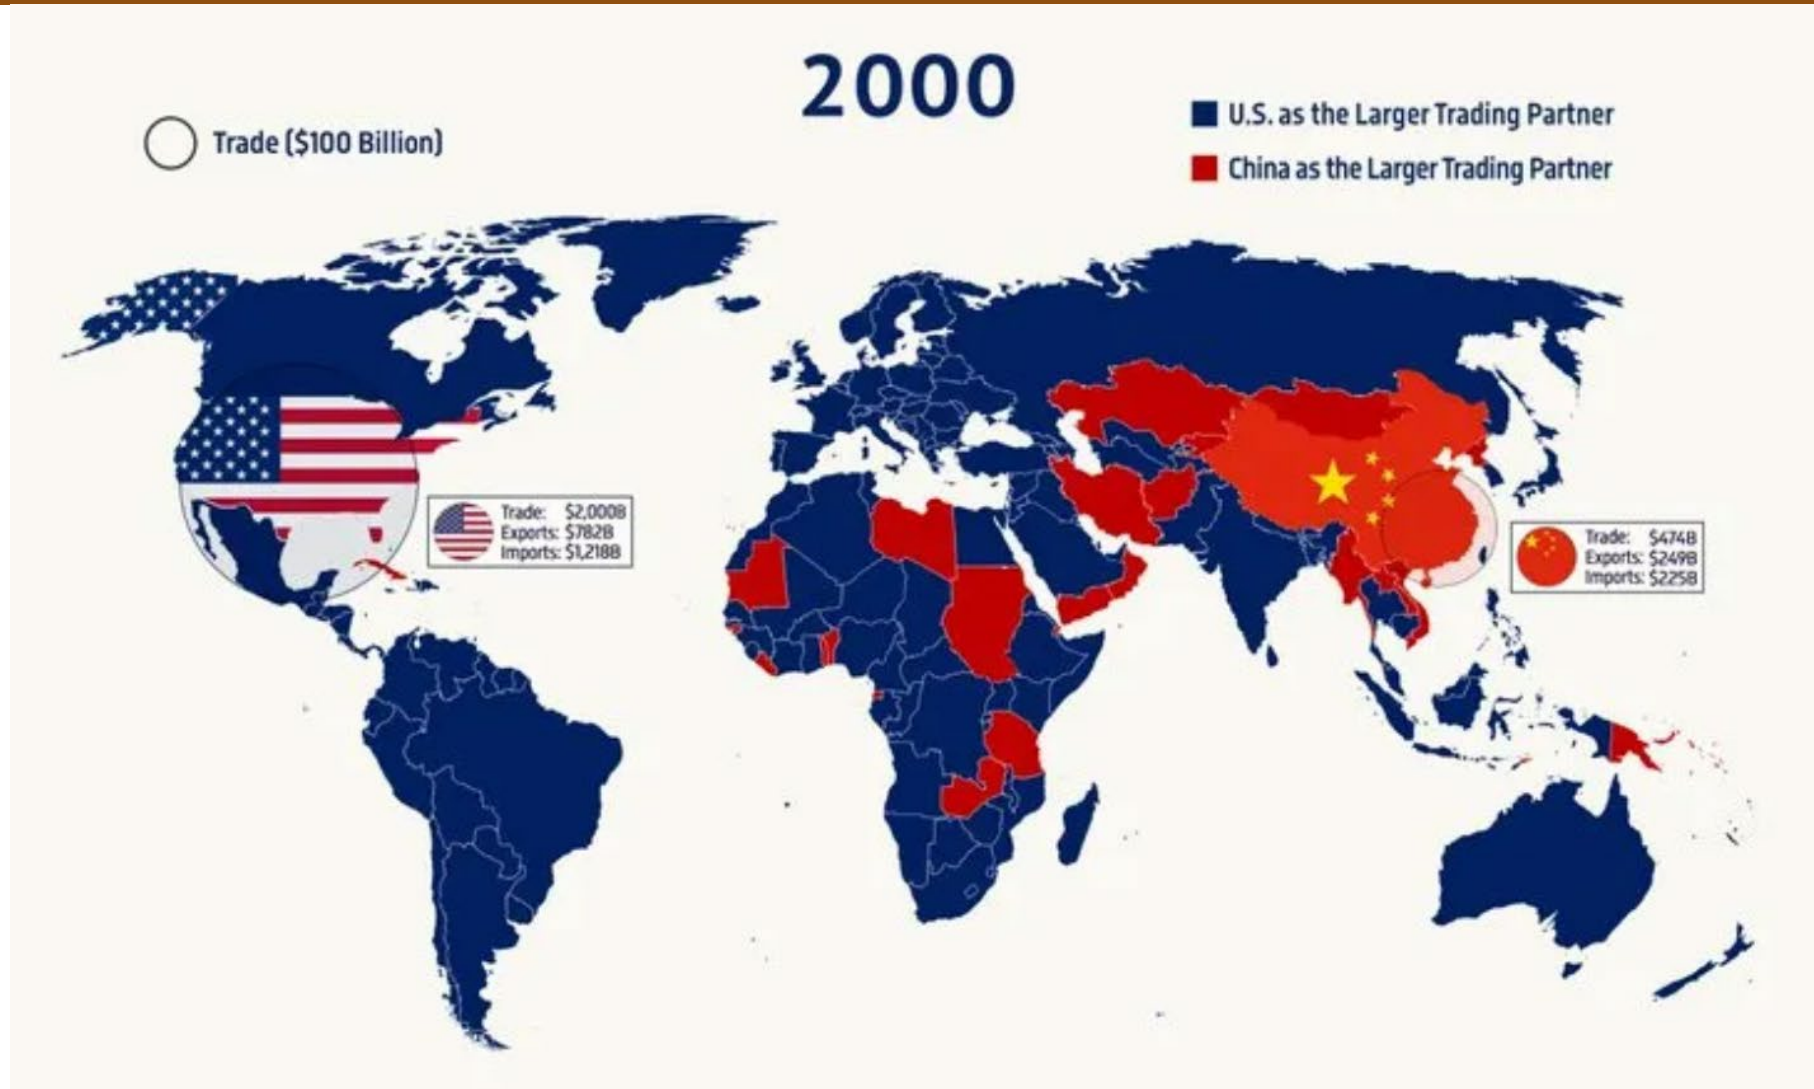 2000
Trade ($100 Billion)
U.S. as the Larger Trading Partner
China as the Larger Trading Partner
Trade: $2,000B
Exports: $782B
Imports: $1,218B
Trade: $474B
Exports: $249B
Imports: $225B